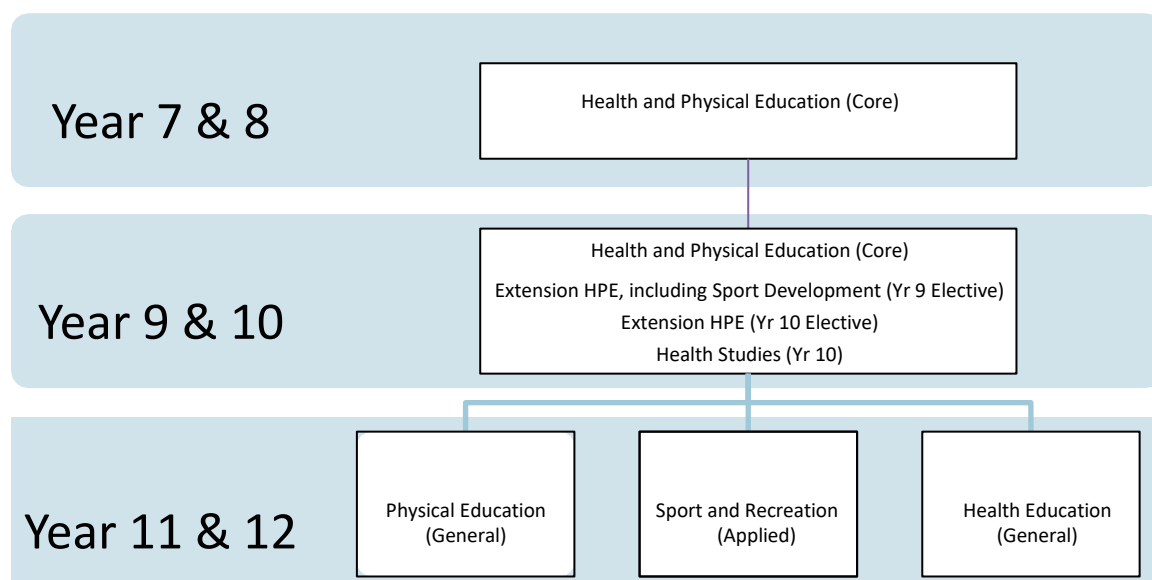 Year 7 & 8
Health and Physical Education (Core)
Year 9 & 10
Health and Physical Education (Core)
Extension HPE, including Sport Development (Yr 9 Elective)
Extension HPE (Yr 10 Elective)
Health Studies (Yr 10)
Year 11 & 12
Physical Education
(General)
Sport and Recreation
(Applied)
Health Education
(General)